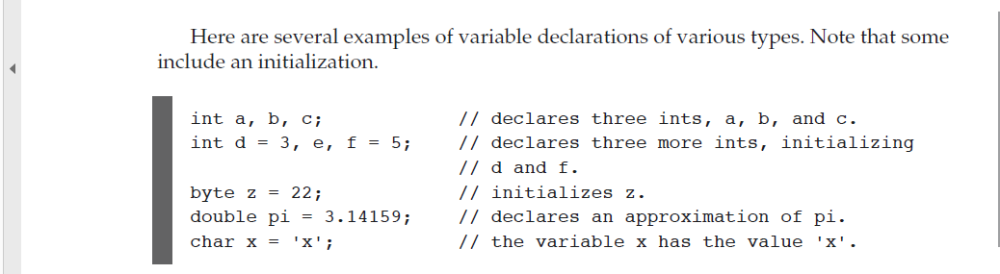 Here are several examples of variable declarations of various types. Note that some
include an initialization.
int a, b, c; // declares three ints, a, b, and c.
int d = 3, e, f = 5; // declares three more ints, initializing
// d and f.
byte z = 22; // initializes z.
double pi = 3.14159; // declares an approximation of pi.
char x = 'x'; // the variable x has the value 'x'.